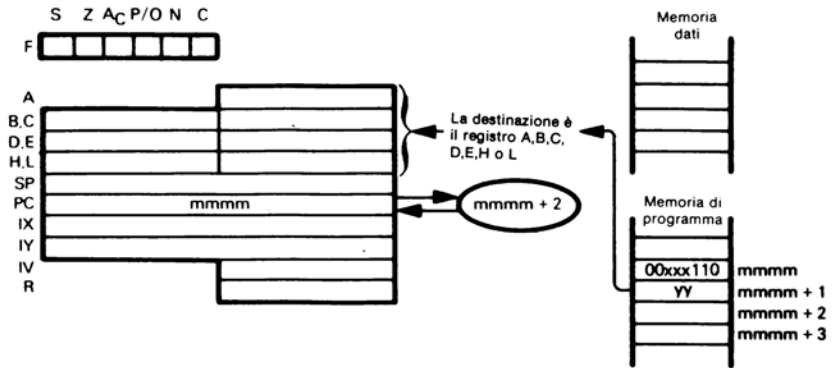 S Z AC P/O N C
F
A
B,C
D,E
H,L
SP
PC
IX
IY
IV
R
mmmm
mmmm + 2
La destinazione è
il registro A,B,C,
D,E,H o L
Memoria
dati
Memoria di
programma
00xxx110 mmmm
yy mmmm + 1
mmmm + 2
mmmm + 3